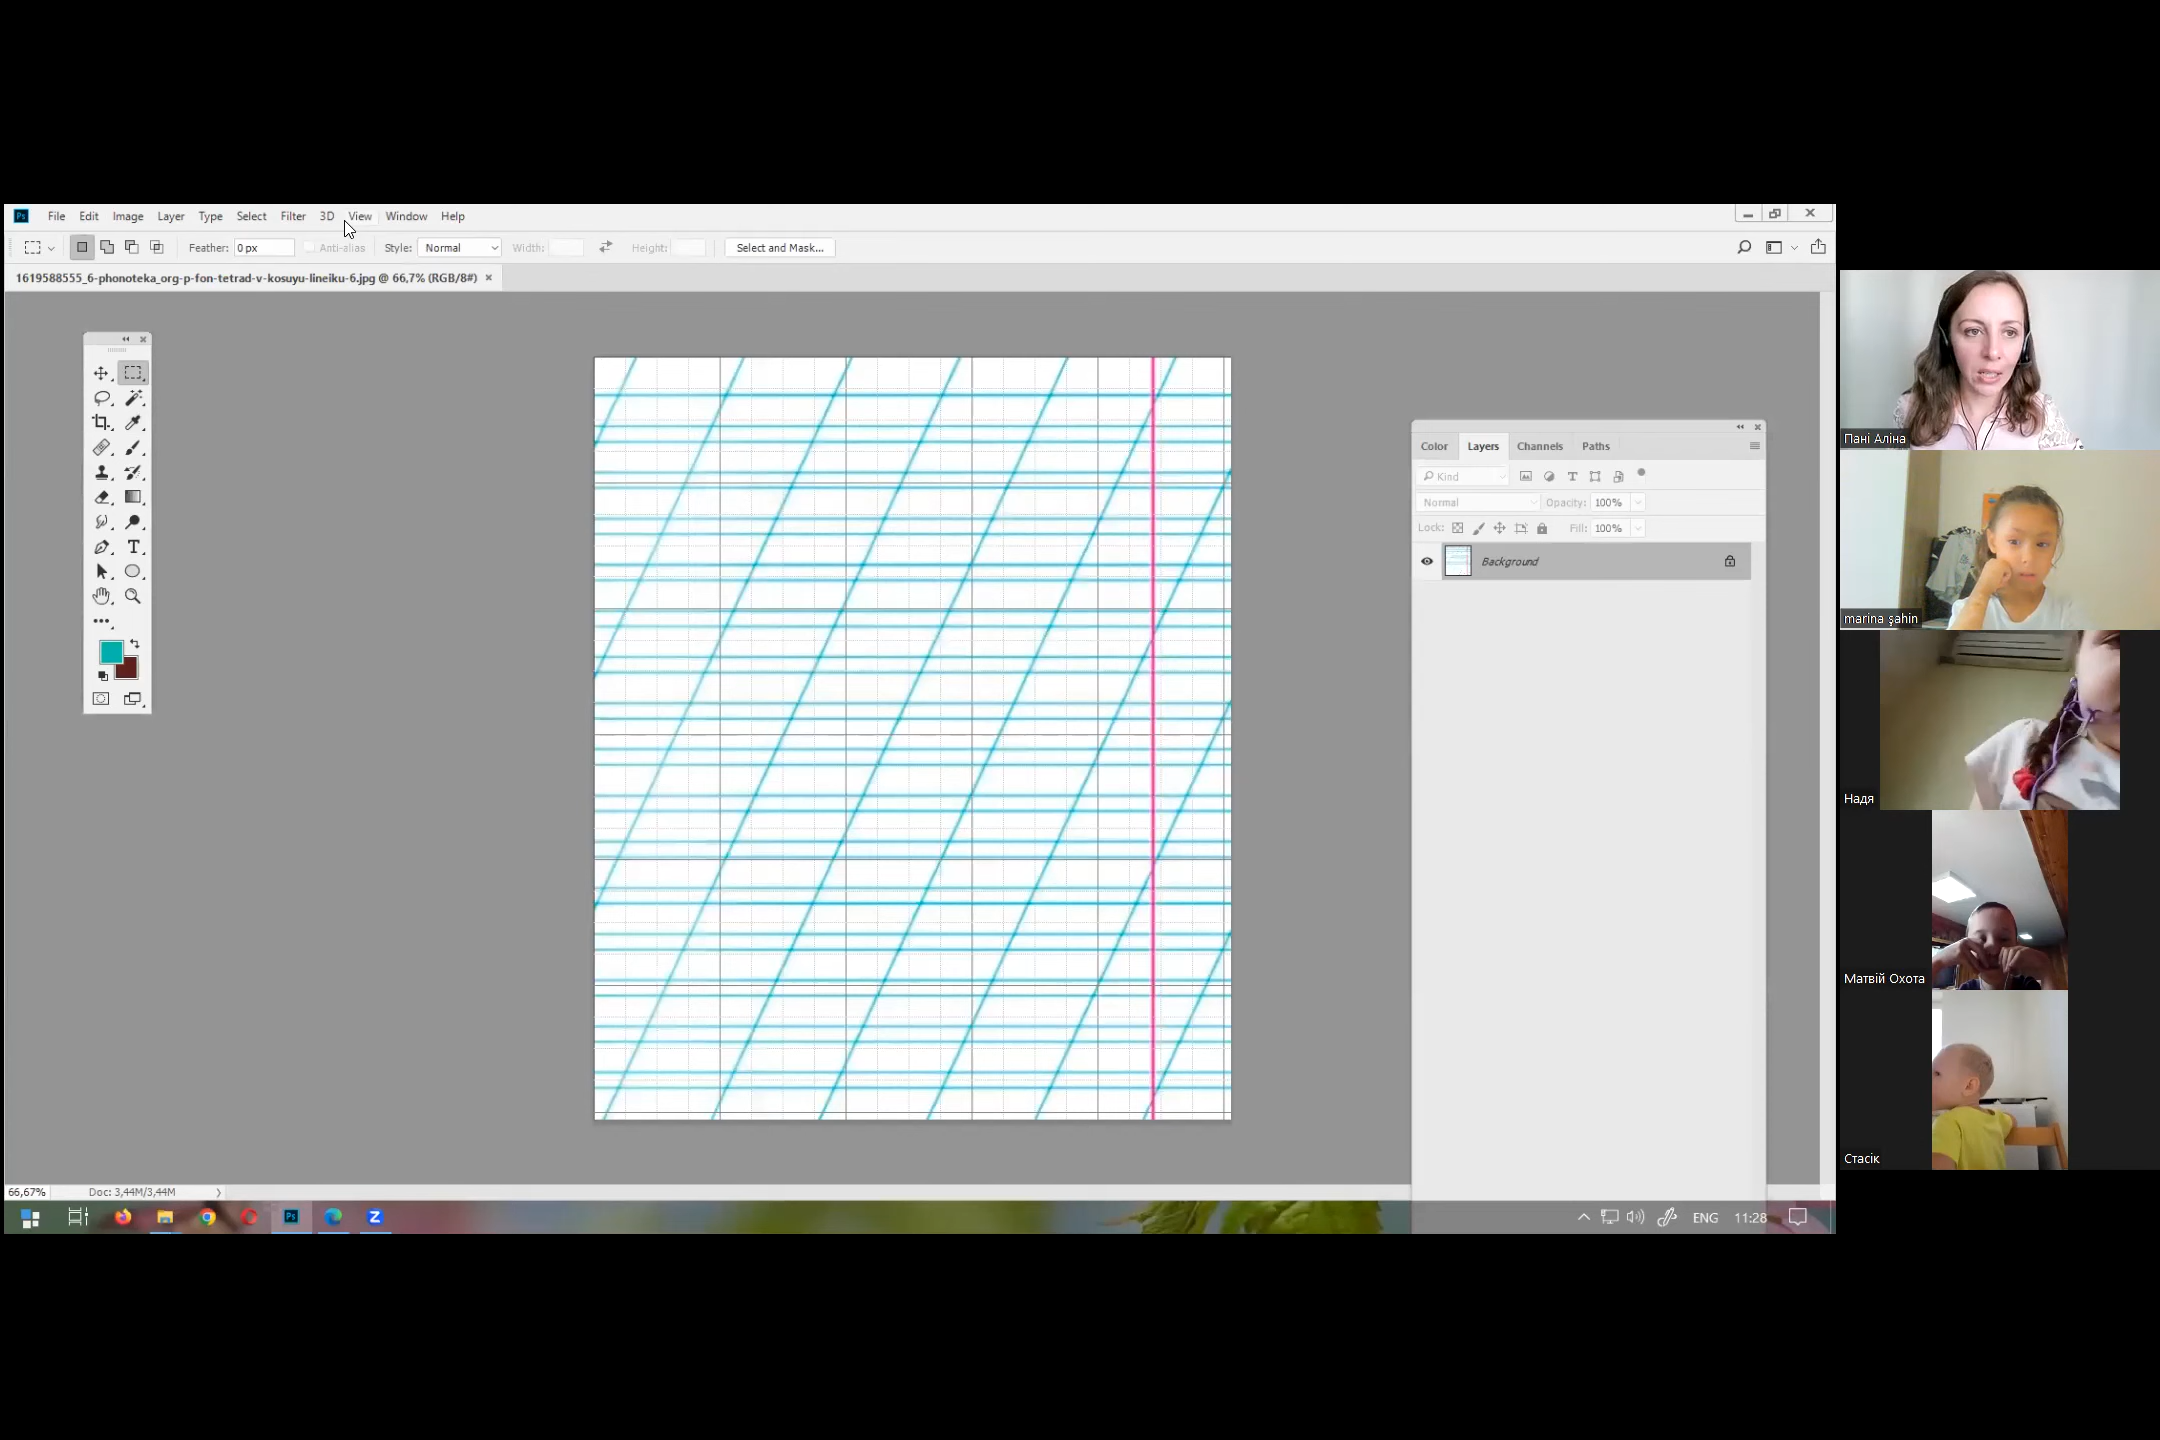 Ps File Edit Image Layer Type Select Filter 3D View Window Help
Feather: 0 px Anti-alias Style: Normal Width: Height: Select and Mask...
1619588555_6-phonoteka_org-p-fon-tetrad-v-kosuyu-lineiku-6.jpg @ 66,7% (RGB/8#) ×
Color Layers Channels Paths
Kind
Normal Opacity: 100%
Lock: Fill: 100%
Background
66,67% Doc: 3,44M/3,44M
Ps Z ENG 11:28
Пані Аліна
marina şahin
Надя
Матвій Охота
Стасік